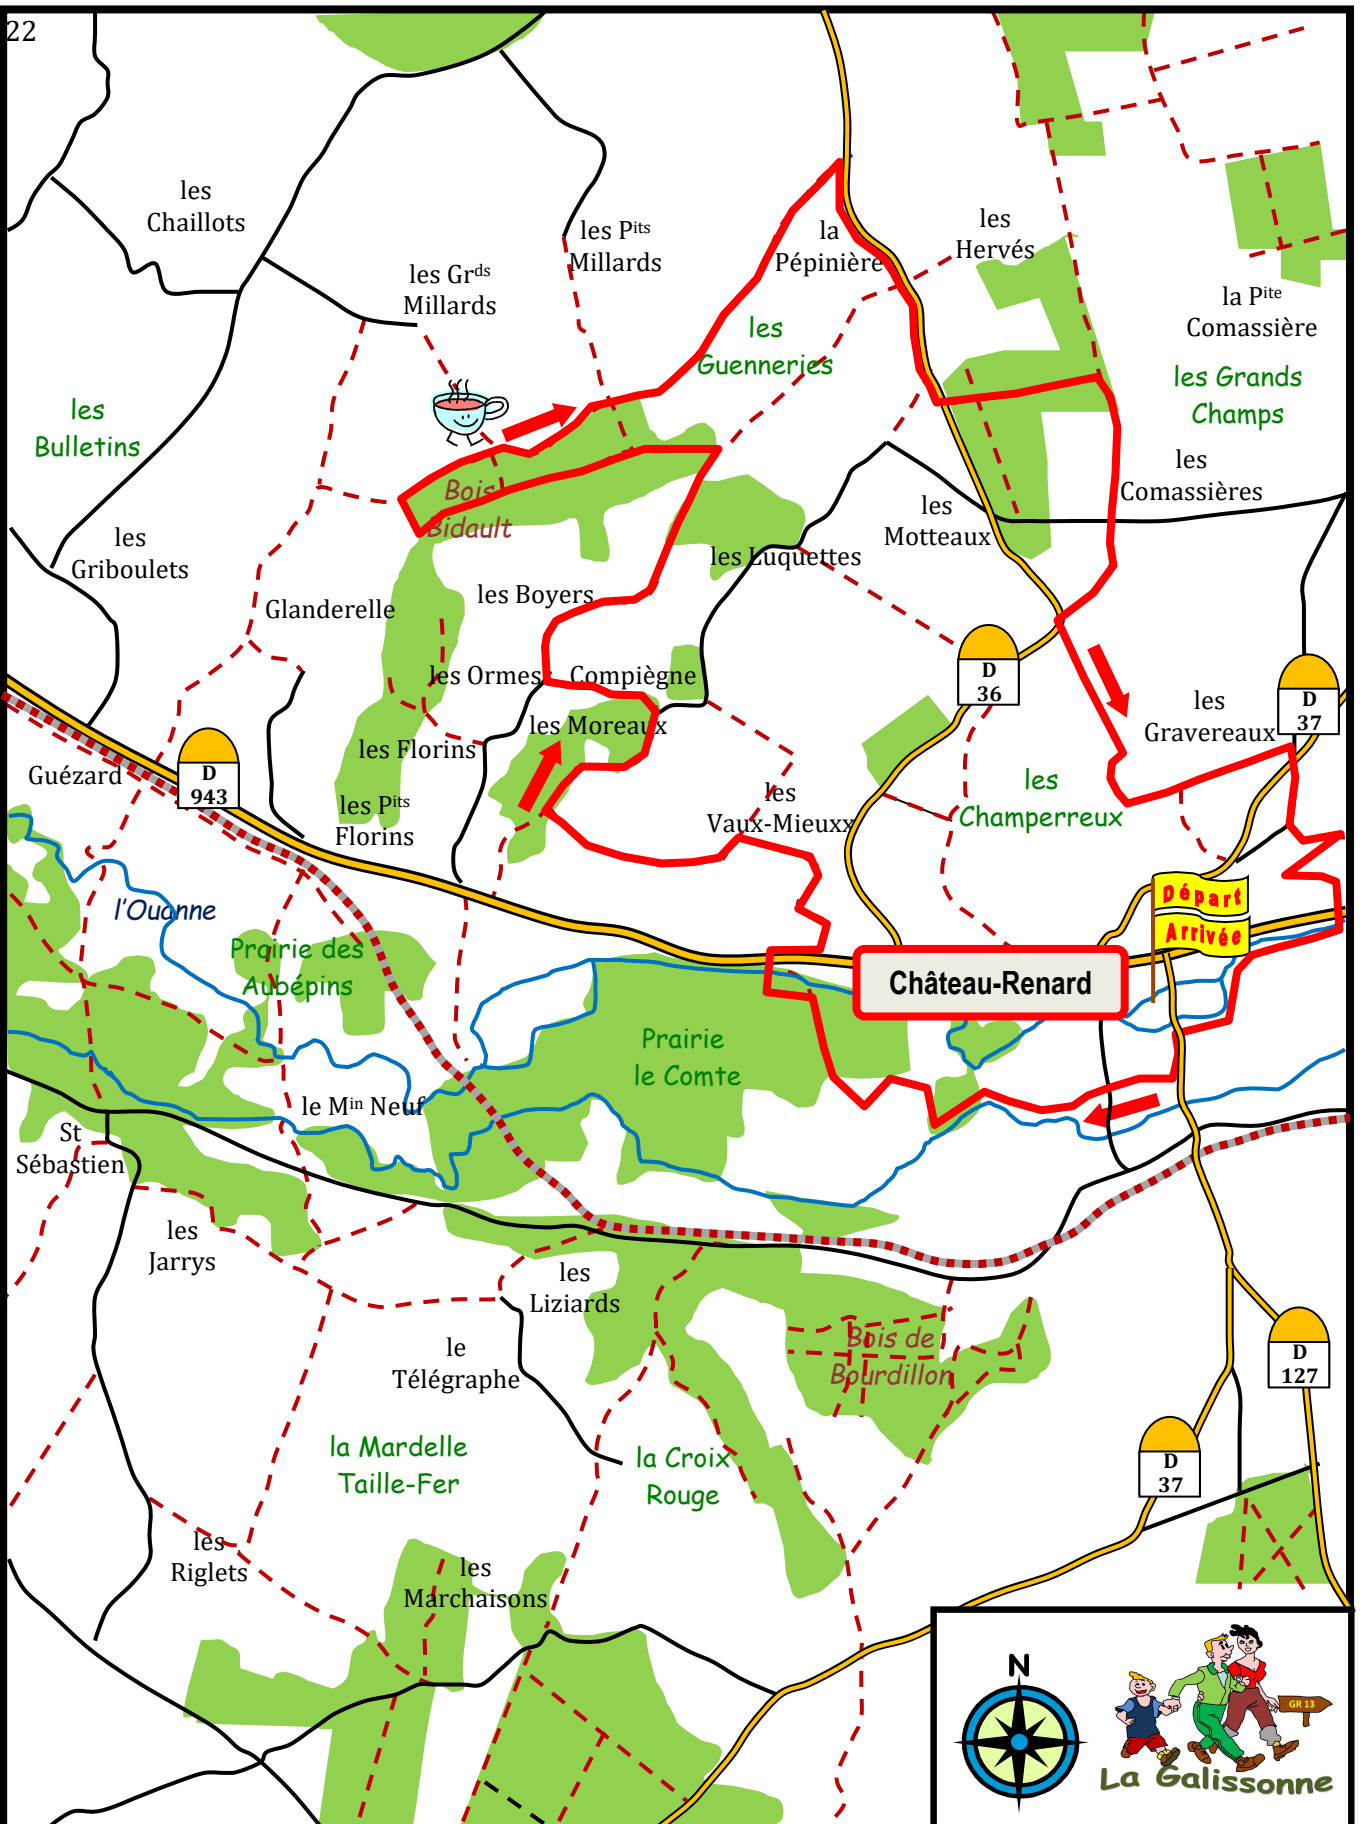 22
les
Chaillots
les Grds
Millards
les Pits
Millards
la
Pépinière
les
Hervés
la Pite
Comassière
les
Guenneries
les Grands
Champs
les
Bulletins
les
Comassières
Bois
Bidault
les
Motteaux
les
Griboulets
les Luquettes
Glanderelle
les Boyers
les Ormes
Compiègne
D
36
D
37
les
Gravereaux
les Moreaux
les Florins
Guézard
D
943
les Pits
Florins
les
Vaux-Mieuxx
les
Champerreux
Départ
Arrivée
l'Ouanne
Prairie des
Aubépins
Château-Renard
Prairie
le Comte
le Min Neuf
St
Sébastien
les
Jarrys
les
Liziards
le
Télégraphe
Bois de
Bourdillon
D
127
la Mardelle
Taille-Fer
la Croix
Rouge
D
37
les
Riglets
les
Marchaisons
N
GR 13
La Galissonne